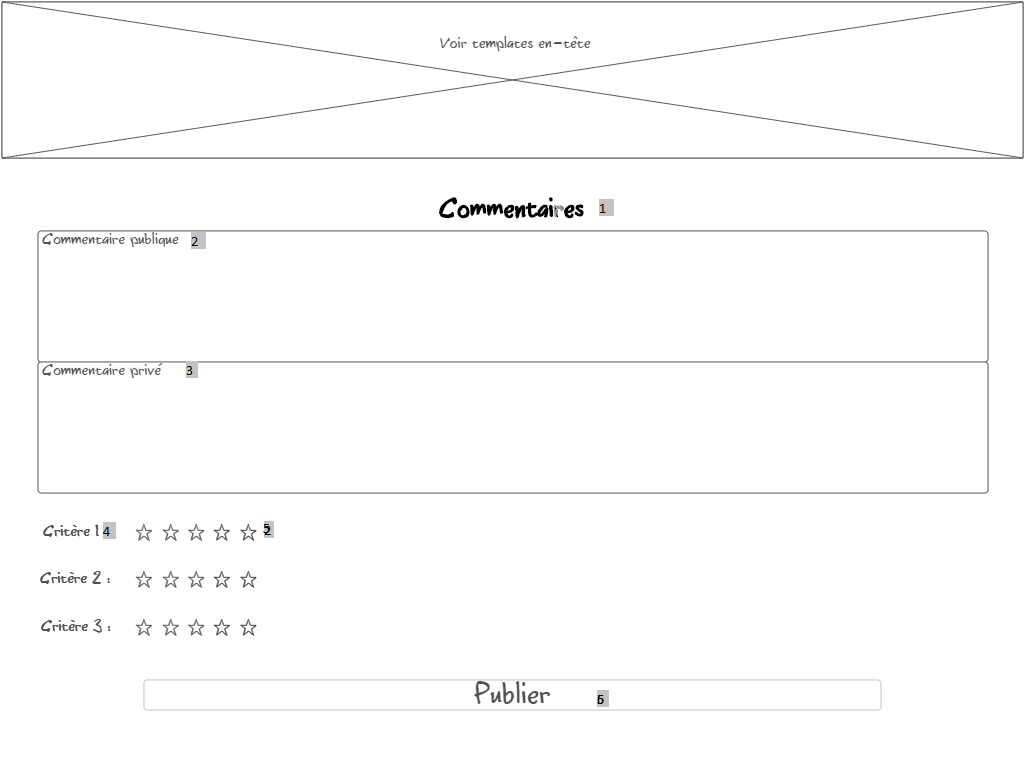 Voir templates en-tête
Commentaires 1
Commentaire publique 2
Commentaire privé 3
Critère 1 4
Critère 2 :
Critère 3 :
Publier 6